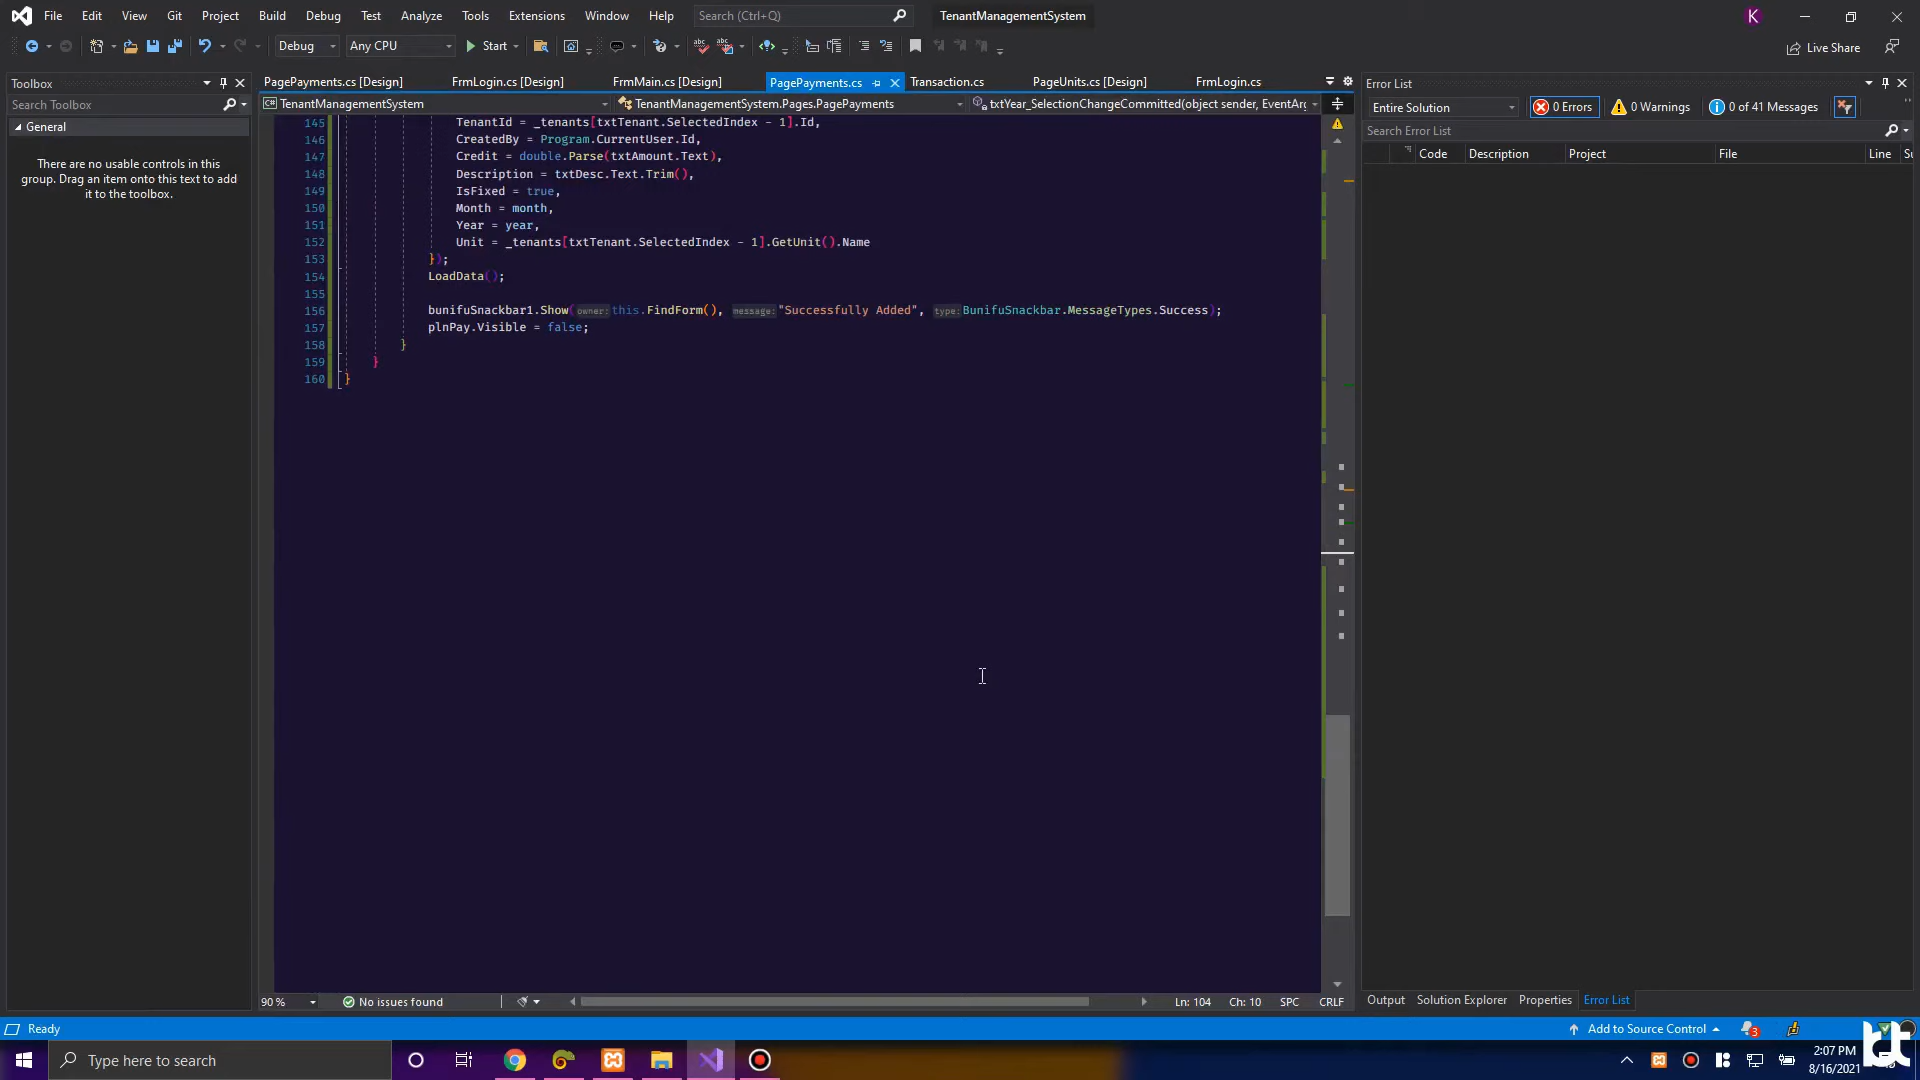 File Edit View Git Project Build Debug Test Analyze Tools Extensions Window Help Search (Ctrl+Q) TenantManagementSystem K
Debug Any CPU Start Live Share
Toolbox
Search Toolbox
General
There are no usable controls in this
group. Drag an item onto this text to add
it to the toolbox.
PagePayments.cs [Design] FrmLogin.cs [Design] FrmMain.cs [Design] PagePayments.cs Transaction.cs PageUnits.cs [Design] FrmLogin.cs
TenantManagementSystem TenantManagementSystem.Pages.PagePayments txtYear_SelectionChangeCommitted(object sender, EventArg
145 TenantId = _tenants[txtTenant.SelectedIndex - 1].Id,
146 CreatedBy = Program.CurrentUser.Id,
147 Credit = double.Parse(txtAmount.Text),
148 Description = txtDesc.Text.Trim(),
149 IsFixed = true,
150 Month = month,
151 Year = year,
152 Unit = _tenants[txtTenant.SelectedIndex - 1].GetUnit().Name
153 });
154 LoadData();
155
156 bunifuSnackbar1.Show(owner:this.FindForm(), message:"Successfully Added", type:BunifuSnackbar.MessageTypes.Success);
157 plnPay.Visible = false;
158 }
159 }
160 }
90 % No issues found Ln: 104 Ch: 10 SPC CRLF
Error List
Entire Solution 0 Errors 0 Warnings 0 of 41 Messages
Search Error List
Code Description Project File Line Su
Output Solution Explorer Properties Error List
Ready Add to Source Control 3
Type here to search
2:07 PM
8/16/2021